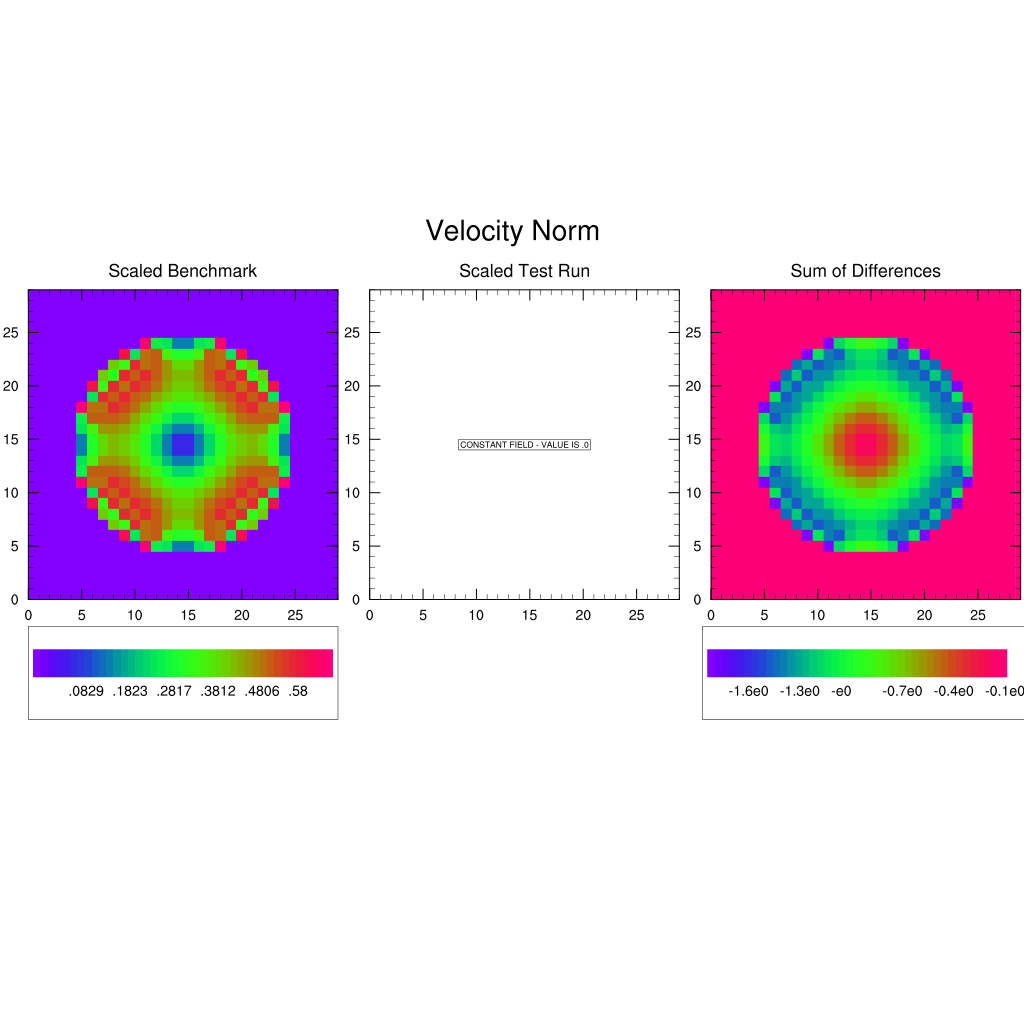 Velocity Norm
Scaled Benchmark
Scaled Test Run
Sum of Differences
25
20
15
10
5
0
0 5 10 15 20 25
25
20
15
10
5
0
0 5 10 15 20 25
CONSTANT FIELD - VALUE IS .0
25
20
15
10
5
0
0 5 10 15 20 25
.0829 .1823 .2817 .3812 .4806 .58
-1.6e0 -1.3e0 -e0 -0.7e0 -0.4e0 -0.1e0